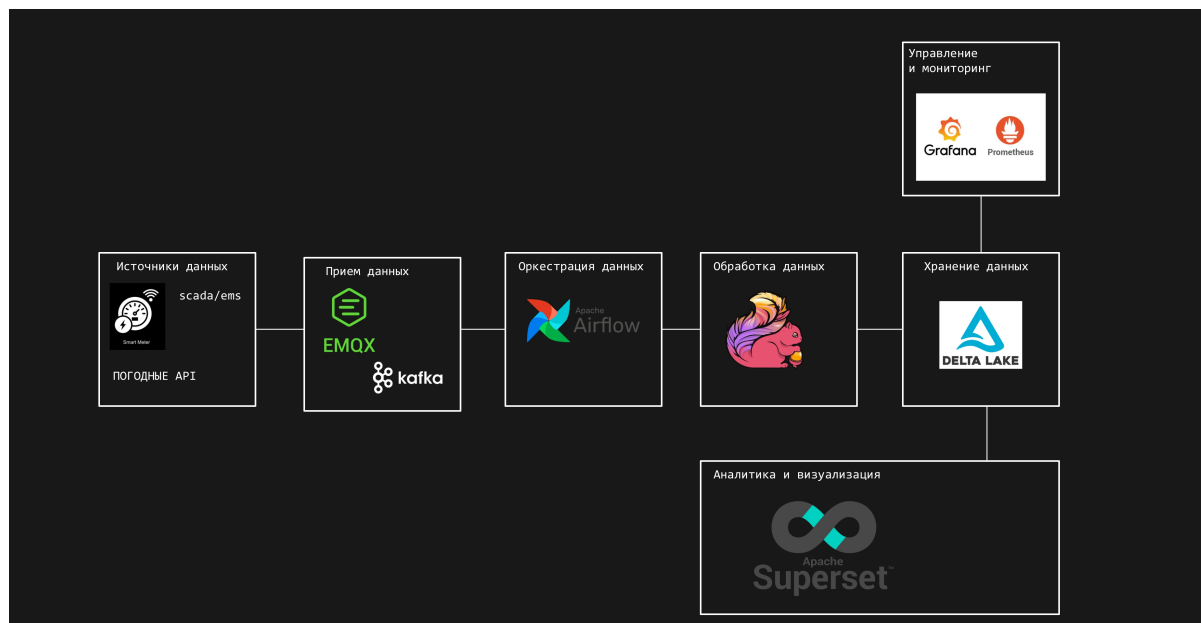 Управление
и мониторинг
Grafana
Prometheus
Источники данных
scada/ems
Smart Meter
ПОГОДНЫЕ API
Прием данных
EMQX
kafka
Оркестрация данных
Apache
Airflow
Обработка данных
Хранение данных
DELTA LAKE
Аналитика и визуализация
Apache
Superset™